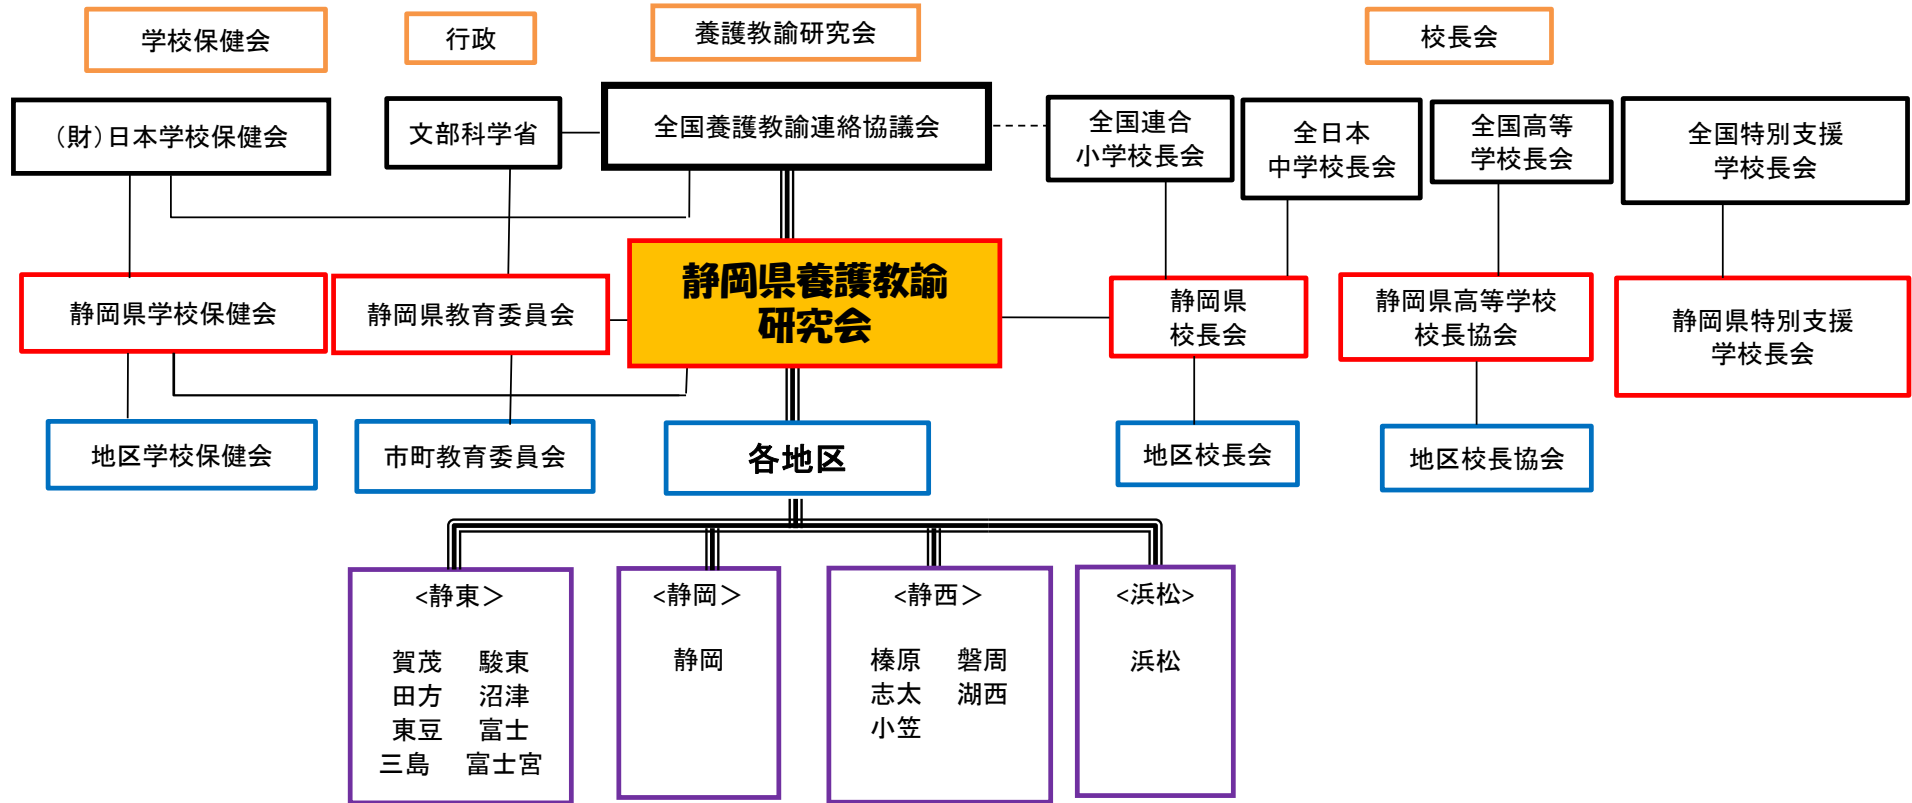 学校保健会
行政
養護教諭研究会
校長会
（財）日本学校保健会
文部科学省
全国養護教諭連絡協議会
全国連合
小学校長会
全日本
中学校長会
全国高等
学校長会
全国特別支援
学校長会
静岡県学校保健会
静岡県教育委員会
静岡県養護教諭
研究会
静岡県
校長会
静岡県高等学校
校長協会
静岡県特別支援
学校長会
地区学校保健会
市町教育委員会
各地区
地区校長会
地区校長協会
<静東＞
賀茂　駿東
田方　沼津
東豆　富士
三島　富士宮
<静岡＞
静岡
<静西＞
榛原　磐周
志太　湖西
小笠
<浜松>
浜松